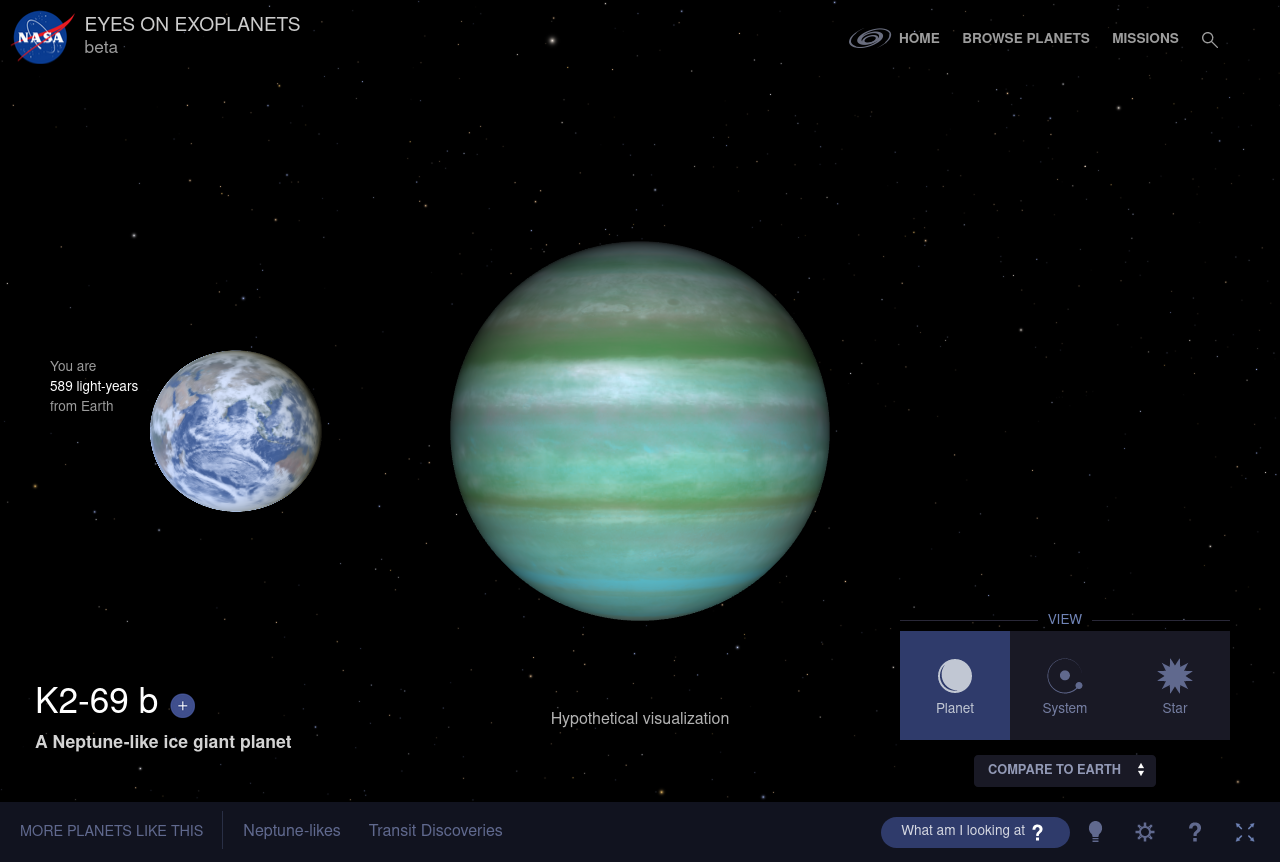 NASA
EYES ON EXOPLANETS
beta
HOME
BROWSE PLANETS
MISSIONS
You are
589 light-years
from Earth
K2-69 b +
A Neptune-like ice giant planet
Hypothetical visualization
VIEW
Planet
System
Star
COMPARE TO EARTH
MORE PLANETS LIKE THIS
Neptune-likes
Transit Discoveries
What am I looking at ?
?